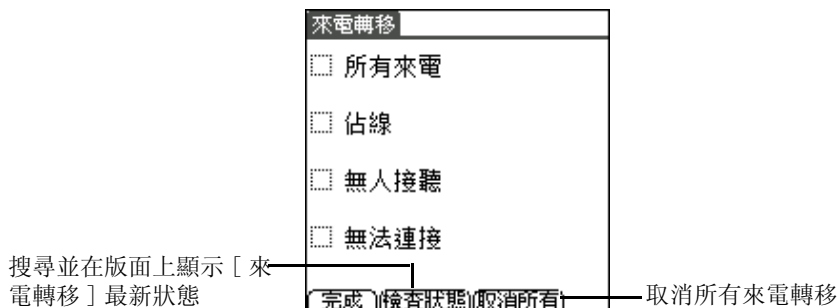 來電轉移
所有來電
佔線
無人接聽
無法連接
搜尋並在版面上顯示［來
電轉移］最新狀態
完成 檢查狀態 取消所有
取消所有來電轉移